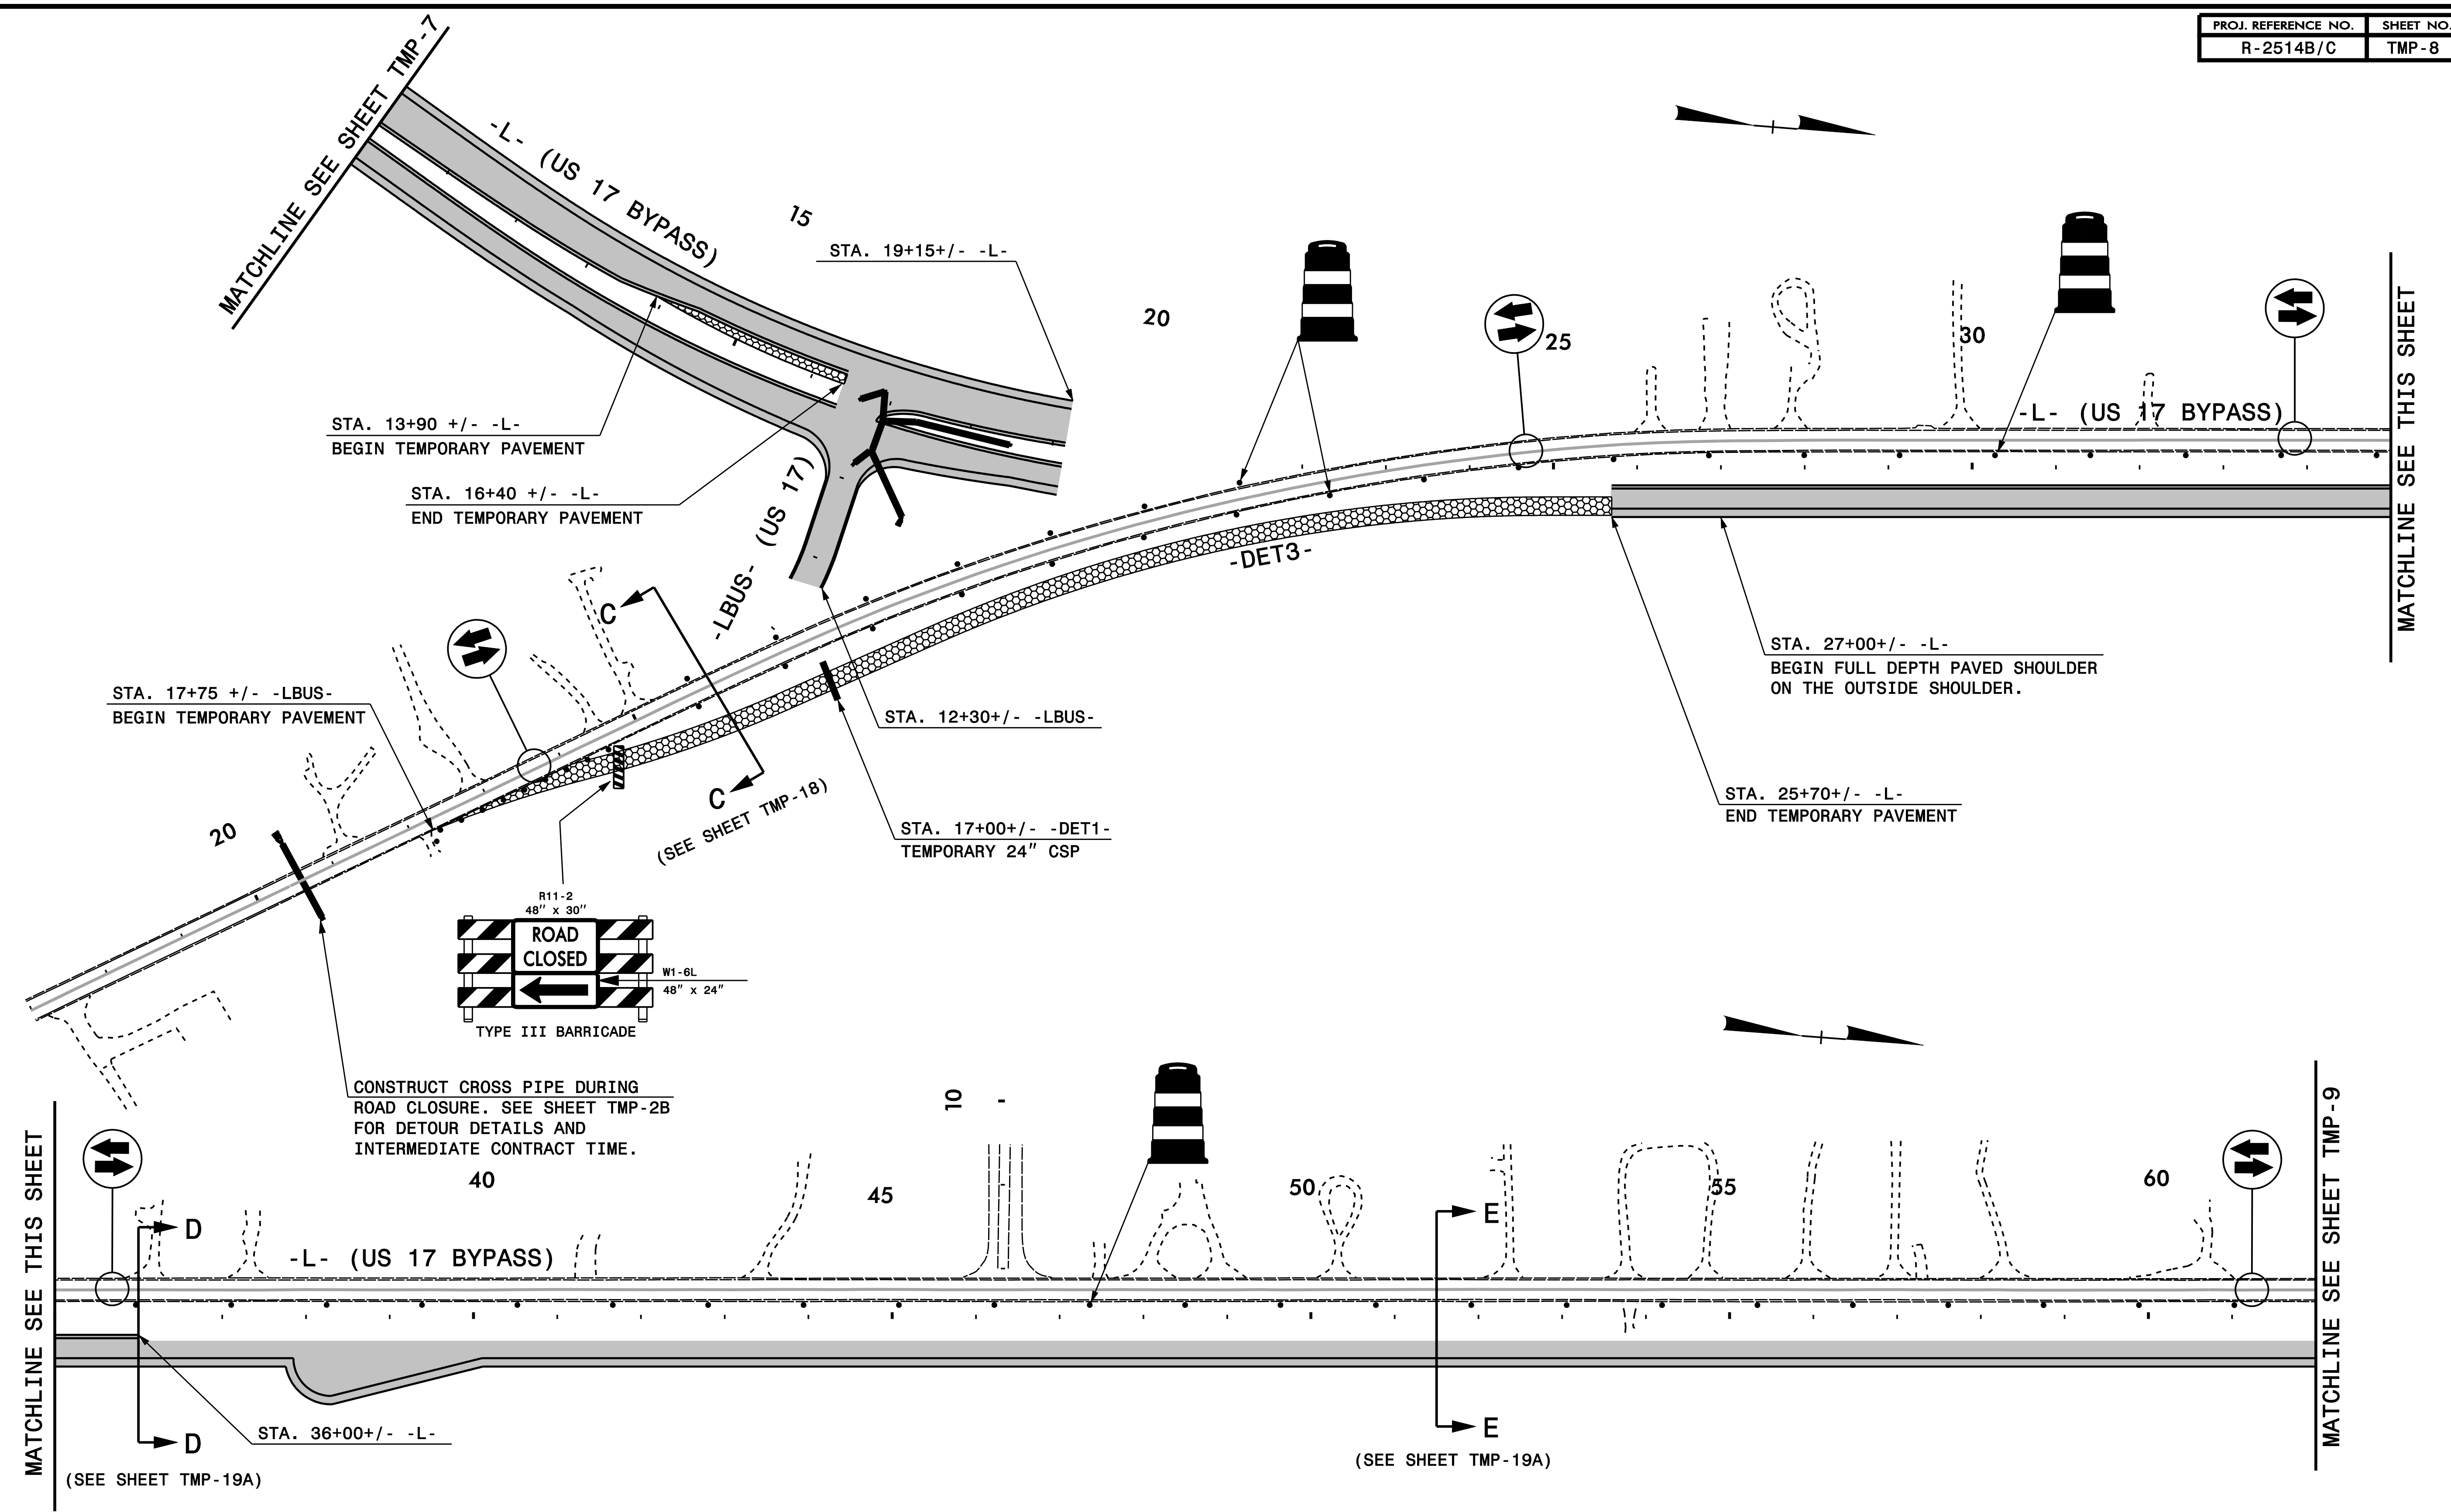 PROJ. REFERENCE NO. SHEET NO.
R-2514B/C TMP-8
MATCHLINE SEE SHEET TMP-7
-L- (US 17 BYPASS)
15
STA. 19+15+/- -L-
20
25
30
-L- (US 17 BYPASS)
MATCHLINE SEE THIS SHEET
STA. 13+90 +/- -L-
BEGIN TEMPORARY PAVEMENT
STA. 16+40 +/- -L-
END TEMPORARY PAVEMENT
-LBUS- (US 17)
-DET3-
C
STA. 17+75 +/- -LBUS-
BEGIN TEMPORARY PAVEMENT
STA. 12+30+/- -LBUS-
STA. 27+00+/- -L-
BEGIN FULL DEPTH PAVED SHOULDER
ON THE OUTSIDE SHOULDER.
C
(SEE SHEET TMP-18)
STA. 17+00+/- -DET1-
TEMPORARY 24" CSP
STA. 25+70+/- -L-
END TEMPORARY PAVEMENT
20
R11-2
48" x 30"
ROAD
CLOSED
W1-6L
48" x 24"
TYPE III BARRICADE
CONSTRUCT CROSS PIPE DURING
ROAD CLOSURE. SEE SHEET TMP-2B
FOR DETOUR DETAILS AND
INTERMEDIATE CONTRACT TIME.
MATCHLINE SEE THIS SHEET
40
45
10
50
55
60
D
E
-L- (US 17 BYPASS)
MATCHLINE SEE SHEET TMP-9
D
STA. 36+00+/- -L-
E
(SEE SHEET TMP-19A)
(SEE SHEET TMP-19A)